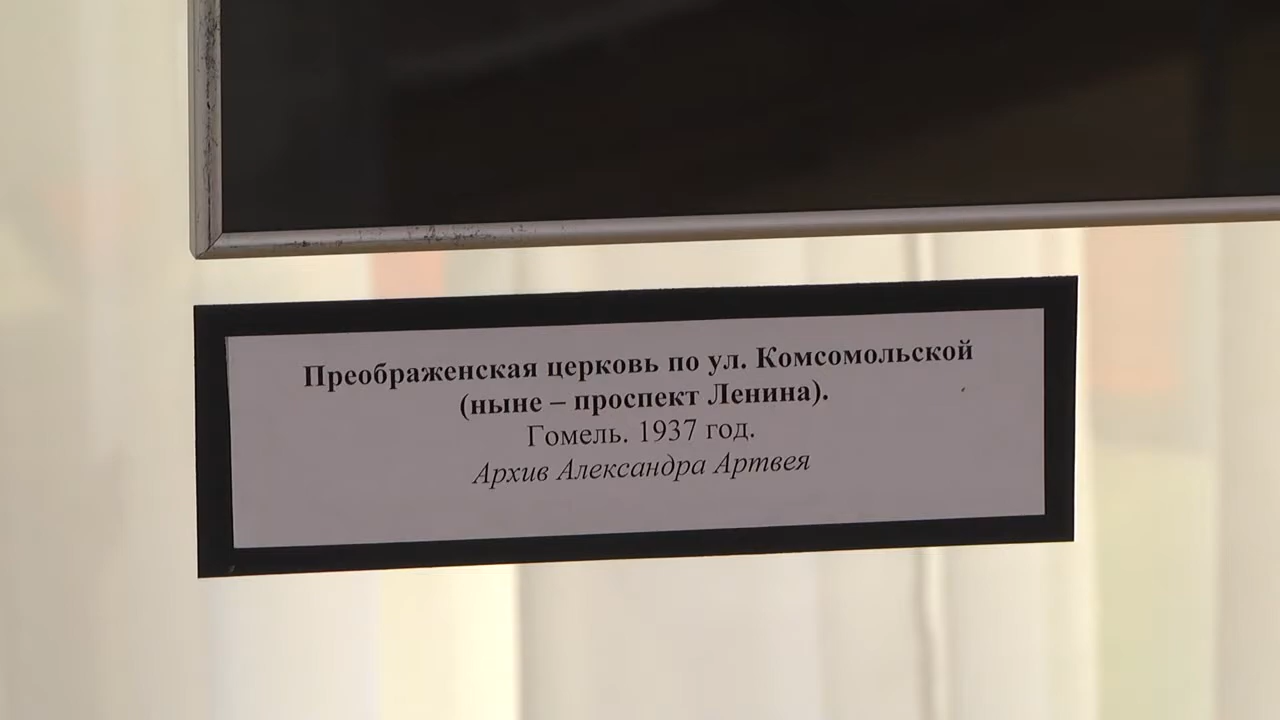 Преображенская церковь по ул. Комсомольской
(ныне – проспект Ленина).
Гомель. 1937 год.
Архив Александра Артвея